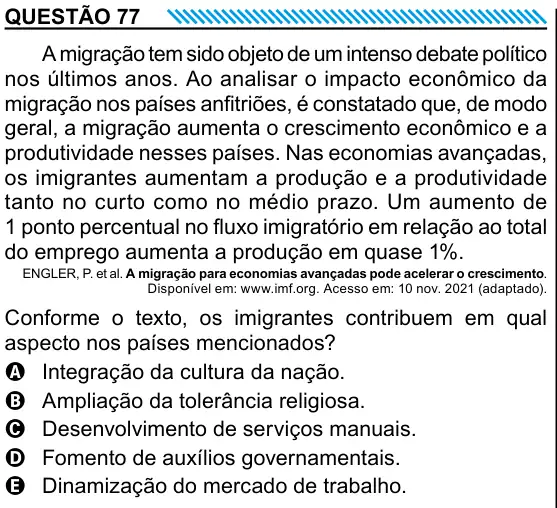 QUESTÃO 77
A migração tem sido objeto de um intenso debate político
nos últimos anos. Ao analisar o impacto econômico da
migração nos países anfitriões, é constatado que, de modo
geral, a migração aumenta o crescimento econômico e a
produtividade nesses países. Nas economias avançadas,
os imigrantes aumentam a produção e a produtividade
tanto no curto como no médio prazo. Um aumento de
1 ponto percentual no fluxo imigratório em relação ao total
do emprego aumenta a produção em quase 1%.
ENGLER, P. et al. A migração para economias avançadas pode acelerar o crescimento.
Disponível em: www.imf.org. Acesso em: 10 nov. 2021 (adaptado).
Conforme o texto, os imigrantes contribuem em qual
aspecto nos países mencionados?
A Integração da cultura da nação.
B Ampliação da tolerância religiosa.
C Desenvolvimento de serviços manuais.
D Fomento de auxílios governamentais.
E Dinamização do mercado de trabalho.